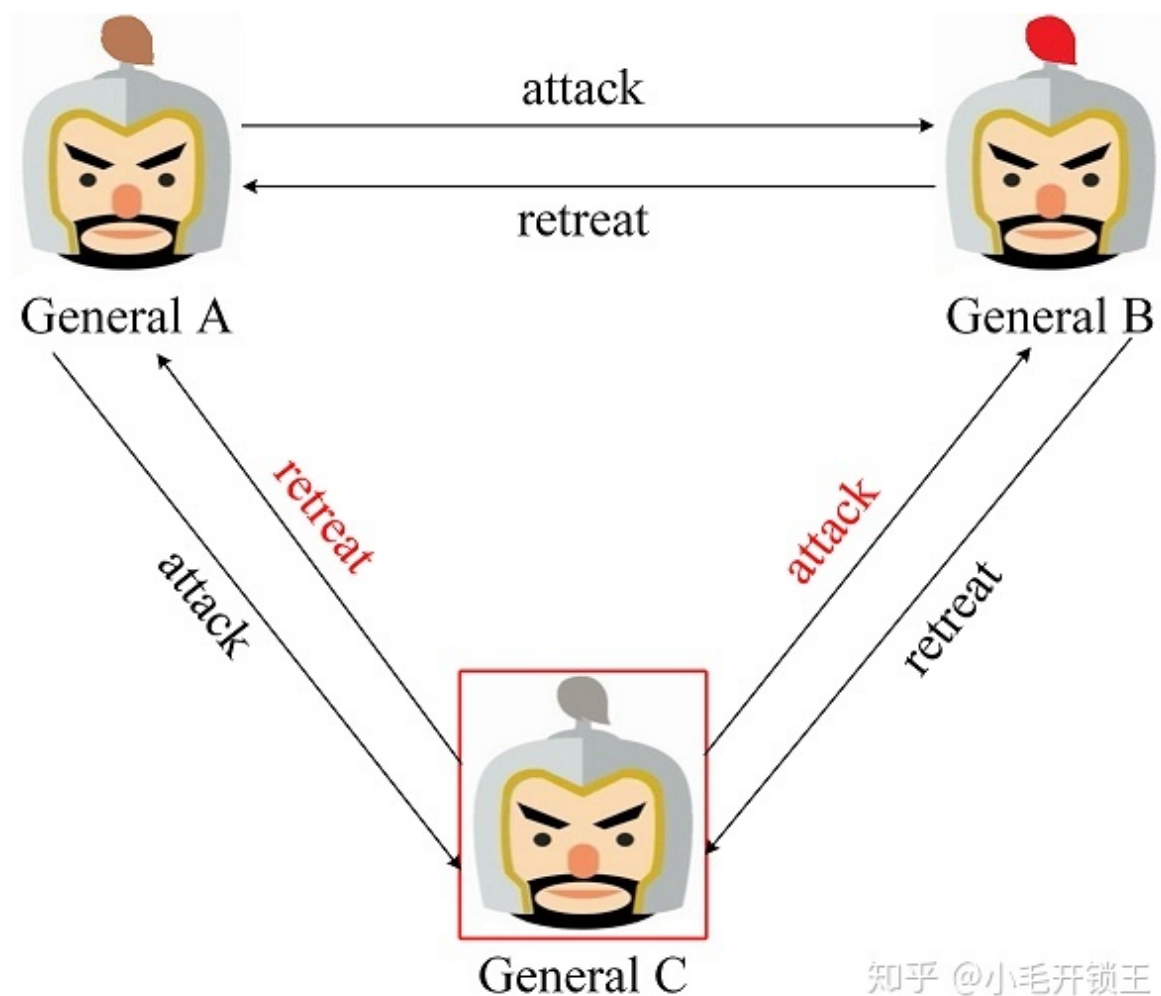 attack
retreat
General A
General B
retreat
attack
attack
retreat
General C
知乎 @小毛开锁王